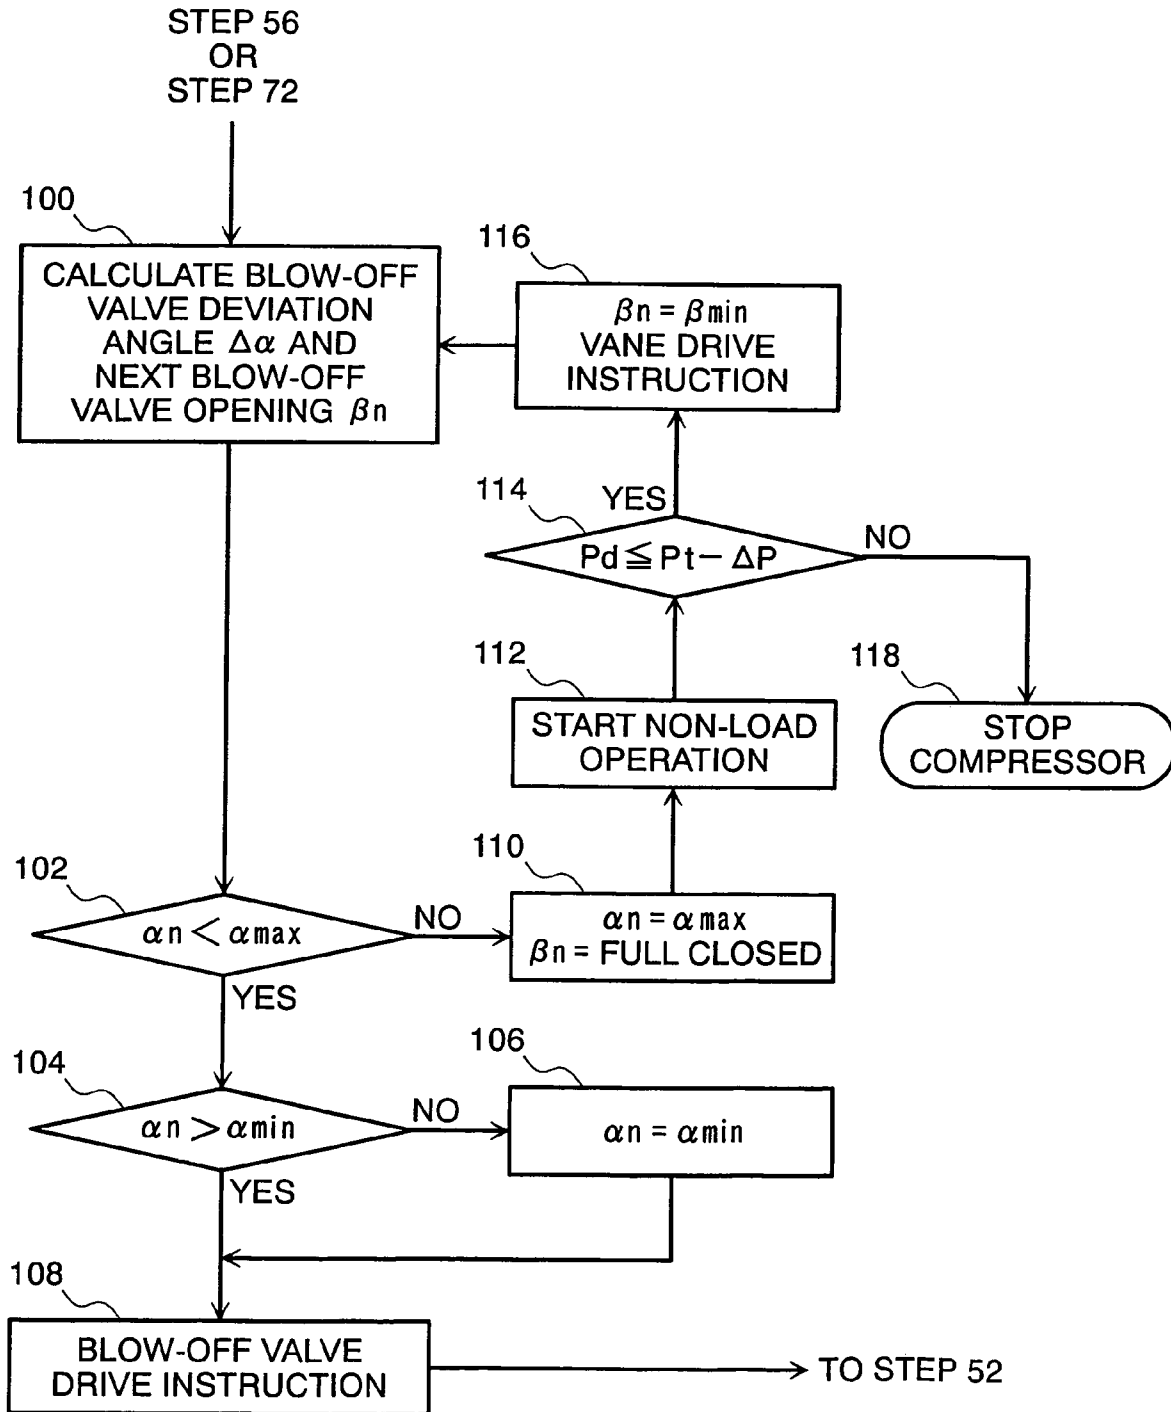 STEP 56
OR
STEP 72
100
CALCULATE BLOW-OFF
VALVE DEVIATION
ANGLE Δα AND
NEXT BLOW-OFF
VALVE OPENING βn
116
βn = βmin
VANE DRIVE
INSTRUCTION
114
YES
Pd ≦ Pt − ΔP
NO
112
START NON-LOAD
OPERATION
118
STOP
COMPRESSOR
102
αn < αmax
NO
YES
110
αn = αmax
βn = FULL CLOSED
104
αn > αmin
NO
YES
106
αn = αmin
108
BLOW-OFF VALVE
DRIVE INSTRUCTION
TO STEP 52